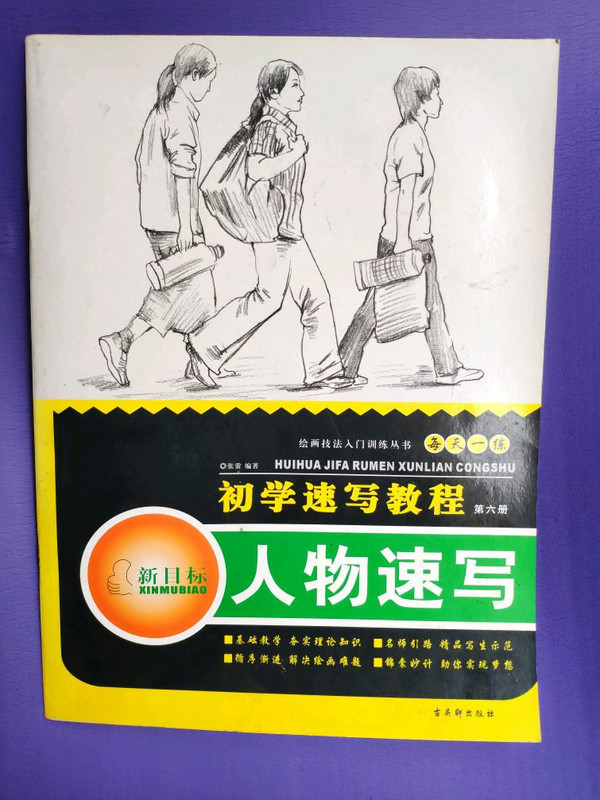 绘画技法入门训练丛书 每天一练
◎张雷 编著 HUIHUA JIFA RUMEN XUNLIAN CONGSHU
初学速写教程 第六册
新目标
XINMUBIAO
人物速写
■基础教学 夯实理论知识 ■名师引路 精品写生示范
■循序渐进 解决绘画难题 ■锦囊妙计 助你实现梦想
古吴轩出版社